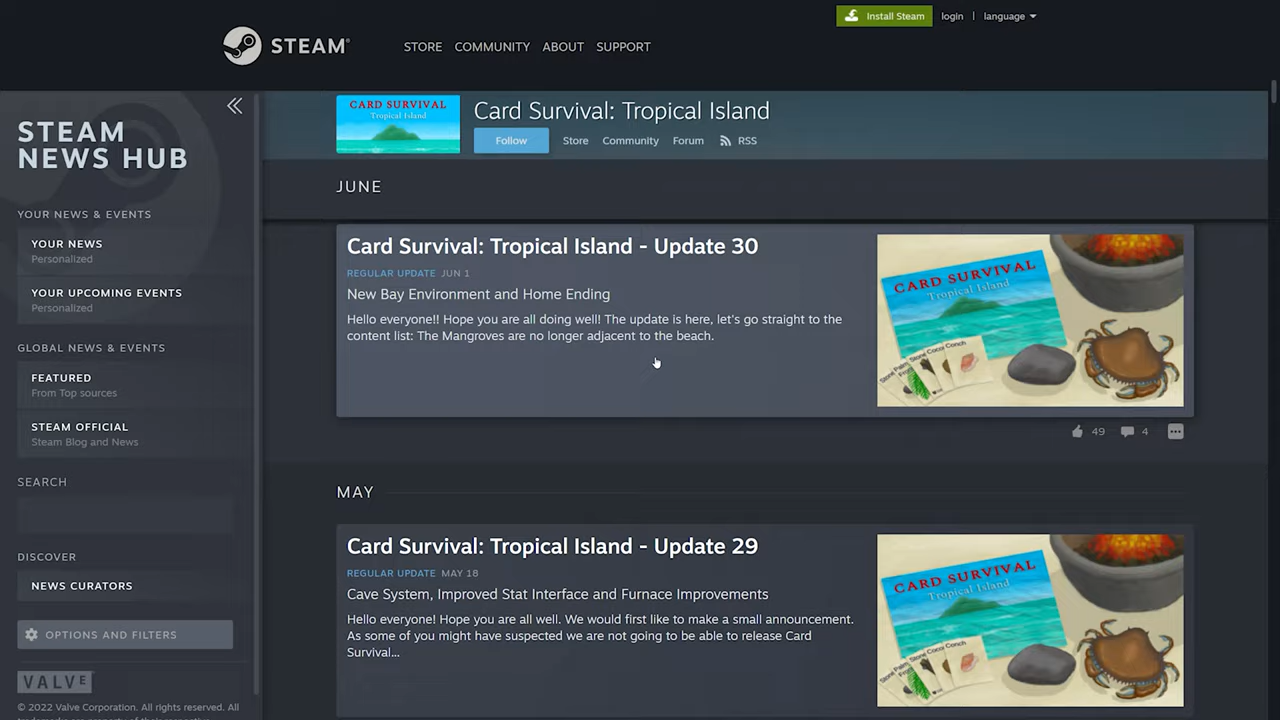 Install Steam
login
language
STEAM
STORE
COMMUNITY
ABOUT
SUPPORT
STEAM
NEWS HUB
YOUR NEWS & EVENTS
YOUR NEWS
Personalized
YOUR UPCOMING EVENTS
Personalized
GLOBAL NEWS & EVENTS
FEATURED
From Top sources
STEAM OFFICIAL
Steam Blog and News
SEARCH
DISCOVER
NEWS CURATORS
OPTIONS AND FILTERS
VALVE
© 2022 Valve Corporation. All
CARD SURVIVAL
Tropical Island
Card Survival: Tropical Island
Follow
Store
Community
Forum
RSS
JUNE
Card Survival: Tropical Island - Update 30
REGULAR UPDATE JUN 1
New Bay Environment and Home Ending
Hello everyone!! Hope you are all doing well! The update is here, let's go straight to the
content list: The Mangroves are no longer adjacent to the beach.
CARD SURVIVAL
Tropical Island
49
4
MAY
Card Survival: Tropical Island - Update 29
REGULAR UPDATE MAY 18
Cave System, Improved Stat Interface and Furnace Improvements
Hello everyone! Hope you are all well. We would first like to make a small announcement.
As some of you might have suspected we are not going to be able to release Card
Survival...
CARD SURVIVAL
Tropical Island